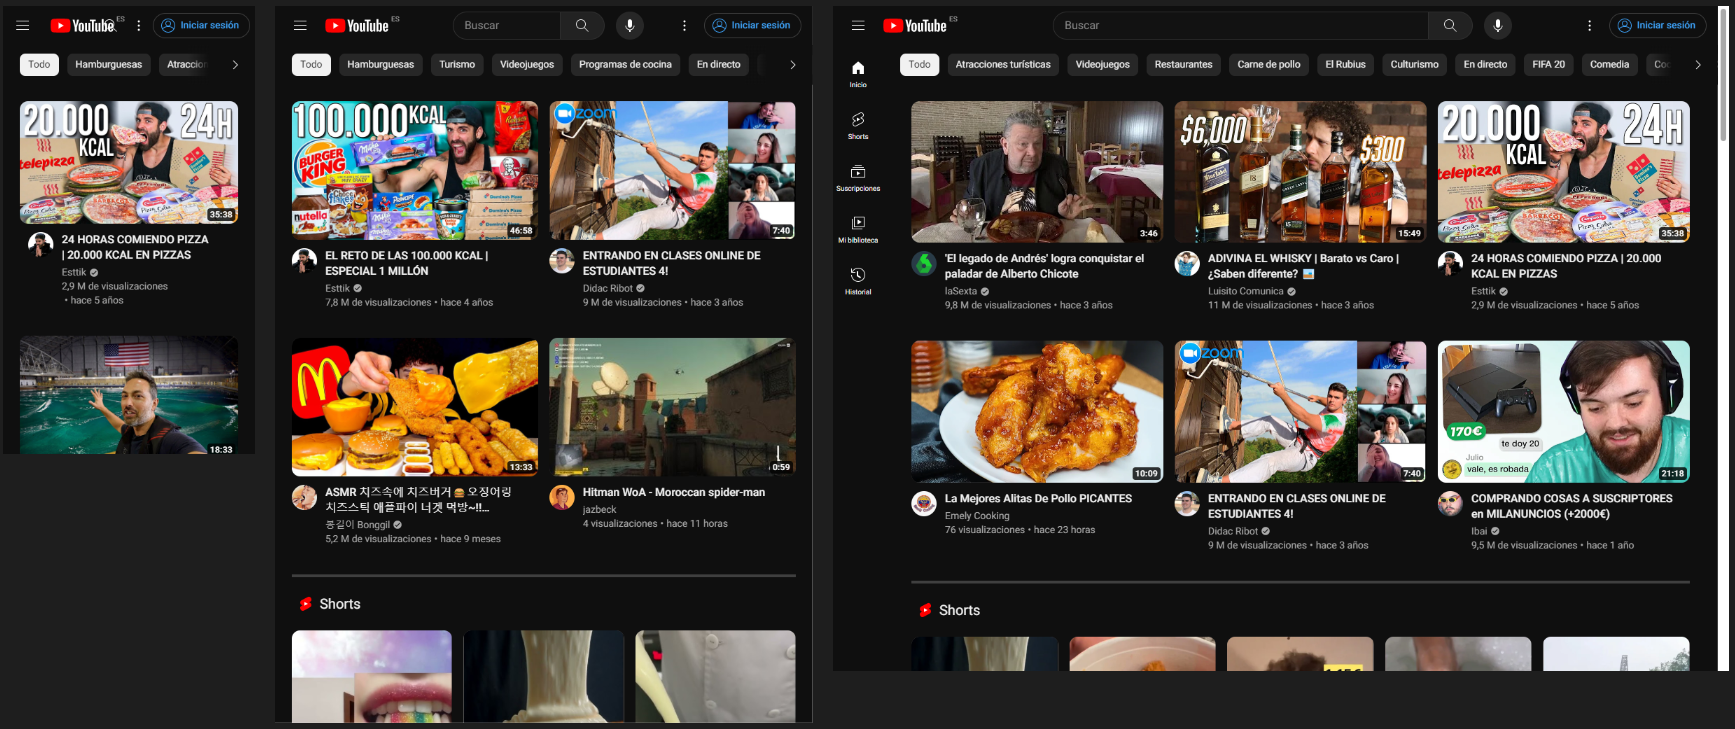 YouTube ES
Iniciar sesión
Todo
Hamburguesas
Atraccion
20.000
KCAL
24H
telepizza
35:38
24 HORAS COMIENDO PIZZA
| 20.000 KCAL EN PIZZAS
Esttik
2,9 M de visualizaciones
• hace 5 años
18:33
YouTube ES
Buscar
Iniciar sesión
Todo
Hamburguesas
Turismo
Videojuegos
Programas de cocina
En directo
100.000 KCAL
BURGER
KING
Milka
KFC
nutella
46:58
EL RETO DE LAS 100.000 KCAL |
ESPECIAL 1 MILLÓN
Esttik
7,8 M de visualizaciones • hace 4 años
zoom
7:40
ENTRANDO EN CLASES ONLINE DE
ESTUDIANTES 4!
Didac Ribot
9 M de visualizaciones • hace 3 años
13:33
ASMR 치즈속에 치즈버거🍔오징어링
치즈스틱 애플파이 너겟 먹방~!!...
봉길이 Bonggil
5,2 M de visualizaciones • hace 9 meses
0:59
Hitman WoA - Moroccan spider-man
jazbeck
4 visualizaciones • hace 11 horas
Shorts
YouTube ES
Buscar
Iniciar sesión
Inicio
Shorts
Suscripciones
Mi biblioteca
Historial
Todo
Atracciones turísticas
Videojuegos
Restaurantes
Carne de pollo
El Rubius
Culturismo
En directo
FIFA 20
Comedia
3:46
'El legado de Andrés' logra conquistar el
paladar de Alberto Chicote
laSexta
9,8 M de visualizaciones • hace 3 años
$6,000
$300
15:49
ADIVINA EL WHISKY | Barato vs Caro |
¿Saben diferente?
Luisito Comunica
11 M de visualizaciones • hace 3 años
20.000
KCAL
24H
telepizza
35:38
24 HORAS COMIENDO PIZZA | 20.000
KCAL EN PIZZAS
Esttik
2,9 M de visualizaciones • hace 5 años
10:09
La Mejores Alitas De Pollo PICANTES
Emely Cooking
76 visualizaciones • hace 23 horas
zoom
7:40
ENTRANDO EN CLASES ONLINE DE
ESTUDIANTES 4!
Didac Ribot
9 M de visualizaciones • hace 3 años
170€
te doy 20
Julio
vale, es robada
21:18
COMPRANDO COSAS A SUSCRIPTORES
en MILANUNCIOS (+2000€)
Ibai
9,5 M de visualizaciones • hace 1 año
Shorts